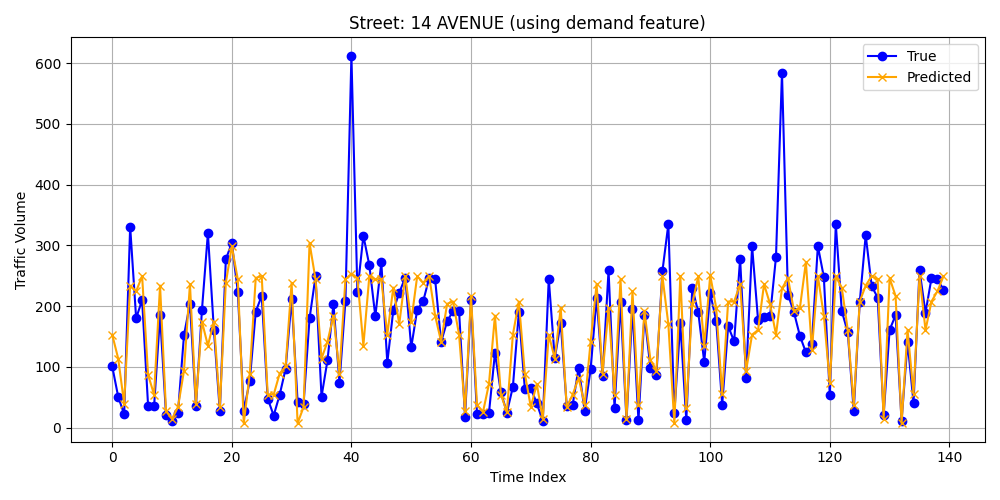 Street: 14 AVENUE (using demand feature)
True
Predicted
Traffic Volume
600
500
400
300
200
100
0
0 20 40 60 80 100 120 140
Time Index